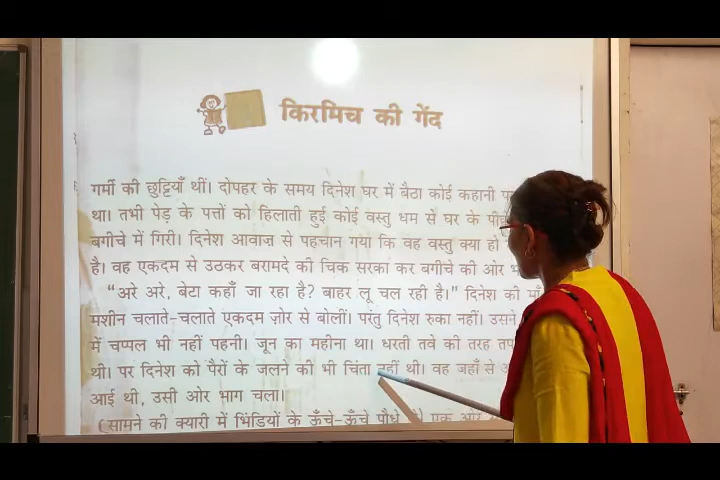 किरमिच की गेंद
गर्मी की छुट्टियाँ थीं। दोपहर के समय दिनेश घर में बैठा कोई कहानी
था। तभी पेड़ के पत्तों को हिलाती हुई कोई वस्तु धम से घर के
बगीचे में गिरी। दिनेश आवाज़ से पहचान गया कि वह वस्तु क्या हो
है। वह एकदम से उठकर बरामदे की चिक सरका कर बगीचे की ओर
"अरे अरे, बेटा कहाँ जा रहा है? बाहर लू चल रही है।" दिनेश की माँ
मशीन चलाते-चलाते एकदम ज़ोर से बोलीं। परंतु दिनेश रुका नहीं। उसने
में चप्पल भी नहीं पहनी। जून का महीना था। धरती तवे की तरह
थी। पर दिनेश को पैरों के जलने की भी चिंता नहीं थी। वह जहाँ से
आई थी, उसी ओर भाग चला।
सामने की क्यारी में भिंडियों के ऊँचे-ऊँचे पौधे थे। एक ओर